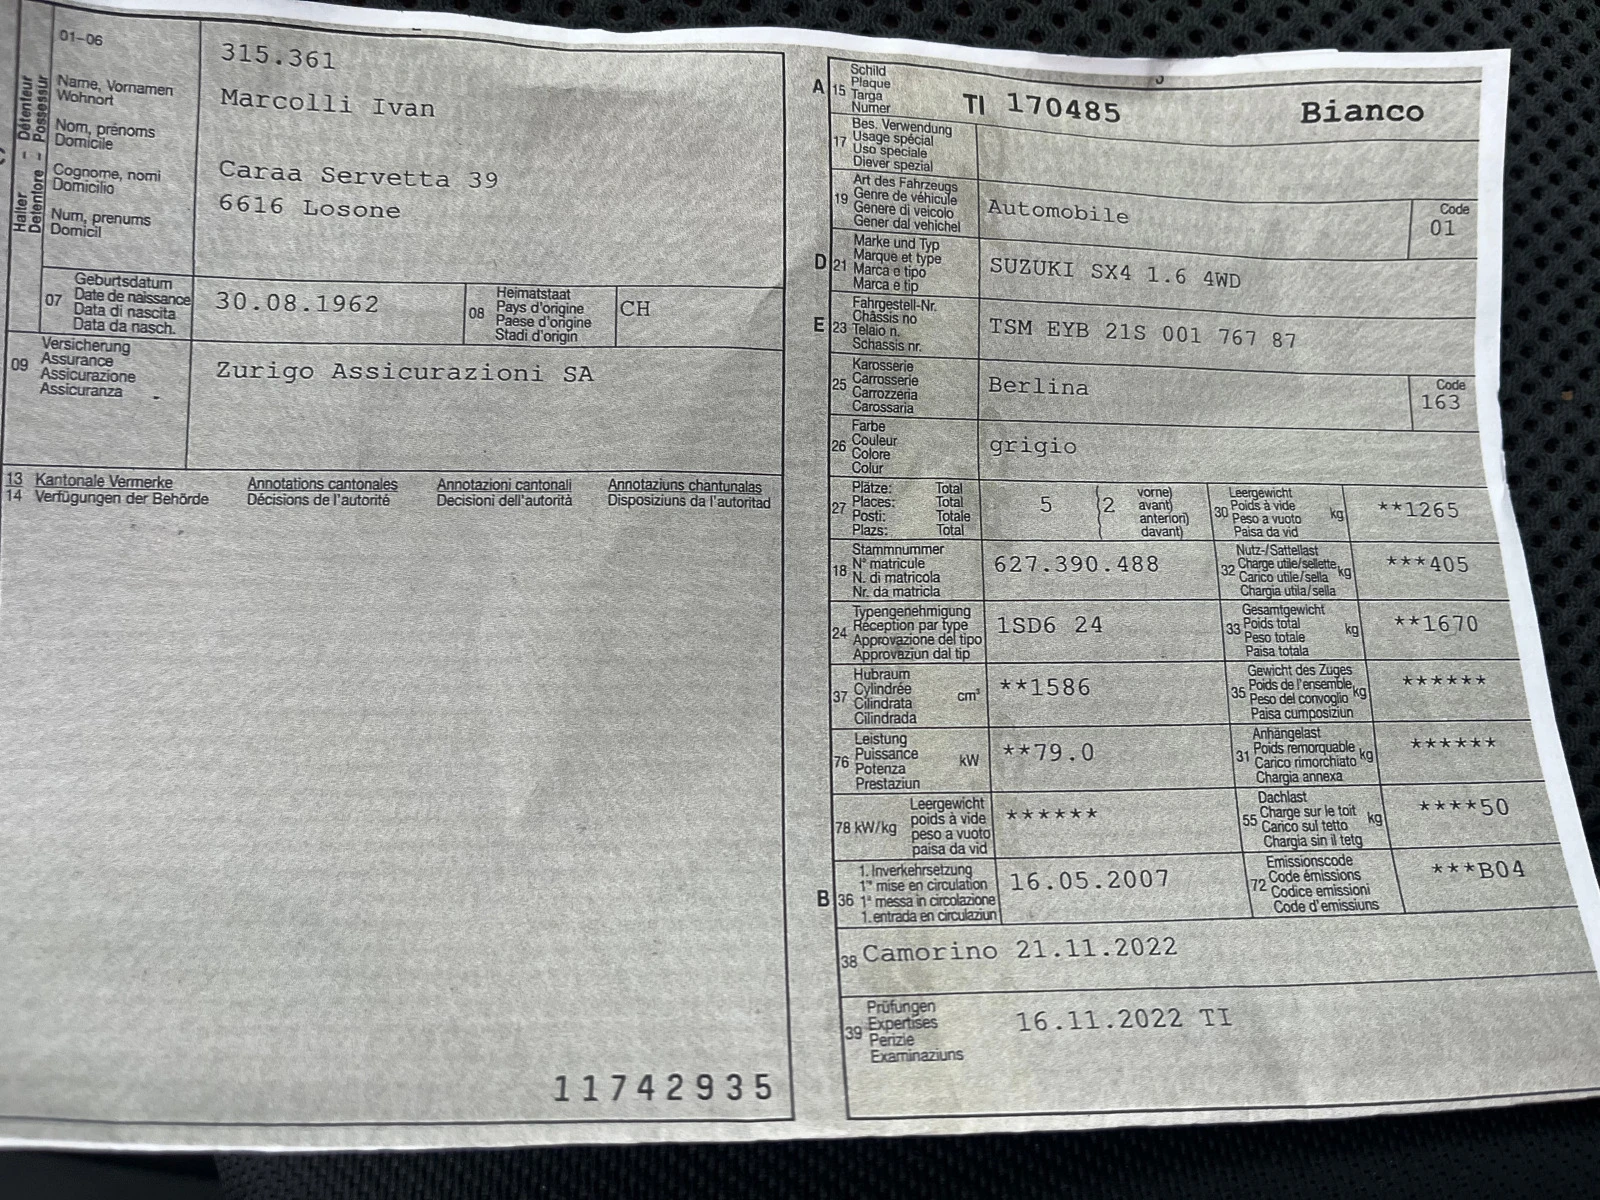 01-06
315.361
Halter – Détenteur
Detentore – Possessur
Name, Vornamen
Wohnort
Nom, prénoms
Domicile
Cognome, nomi
Domicilio
Num, prenums
Domicil
Marcolli Ivan
Caraa Servetta 39
6616 Losone
07
Geburtsdatum
Date de naissance
Data di nascita
Data da nasch.
30.08.1962
08
Heimatstaat
Pays d'origine
Paese d'origine
Stadi d'origin
CH
09
Versicherung
Assurance
Assicurazione
Assicuranza
Zurigo Assicurazioni SA
13 Kantonale Vermerke Annotations cantonales Annotazioni cantonali Annotaziuns chantunalas
14 Verfügungen der Behörde Décisions de l'autorité Decisioni dell'autorità Disposiziuns da l'autoritad
11742935
A 15
Schild
Plaque
Targa
Numer
TI 170485 Bianco
17
Bes. Verwendung
Usage spécial
Uso speciale
Diever spezial
19
Art des Fahrzeugs
Genre de véhicule
Genere di veicolo
Gener dal vehichel
Automobile
Code
01
D 21
Marke und Typ
Marque et type
Marca e tipo
Marca e tip
SUZUKI SX4 1.6 4WD
E 23
Fahrgestell-Nr.
Châssis no
Telaio n.
Schassis nr.
TSM EYB 21S 001 767 87
25
Karosserie
Carrosserie
Carrozzeria
Carossaria
Berlina
Code
163
26
Farbe
Couleur
Colore
Colur
grigio
27
Plätze: Total
Places: Total
Posti: Totale
Plazs: Total
5
(2
vorne)
avant)
anteriori)
davant)
30
Leergewicht
Poids à vide
Peso a vuoto
Paisa da vid
kg
**1265
18
Stammnummer
N° matricule
N. di matricola
Nr. da matricla
627.390.488
32
Nutz-/Sattellast
Charge utile/sellette
Carico utile/sella
Chargia utila/sella
kg
***405
24
Typengenehmigung
Réception par type
Approvazione del tipo
Approvaziun dal tip
1SD6 24
33
Gesamtgewicht
Poids total
Peso totale
Paisa totala
kg
**1670
37
Hubraum
Cylindrée
Cilindrata
Cilindrada
cm³
**1586
35
Gewicht des Zuges
Poids de l'ensemble
Peso del convoglio
Paisa cumposiziun
kg
******
76
Leistung
Puissance
Potenza
Prestaziun
kW
**79.0
31
Anhängelast
Poids remorquable
Carico rimorchiato
Chargia annexa
kg
******
78 kW/kg
Leergewicht
poids à vide
peso a vuoto
paisa da vid
******
55
Dachlast
Charge sur le toit
Carico sul tetto
Chargia sin il tetg
kg
****50
B 36
1. Inverkehrsetzung
1re mise en circulation
1a messa in circolazione
1. entrada en circulaziun
16.05.2007
72
Emissionscode
Code émissions
Codice emissioni
Code d'emissiuns
***B04
38 Camorino 21.11.2022
39
Prüfungen
Expertises
Perizie
Examinaziuns
16.11.2022 TI